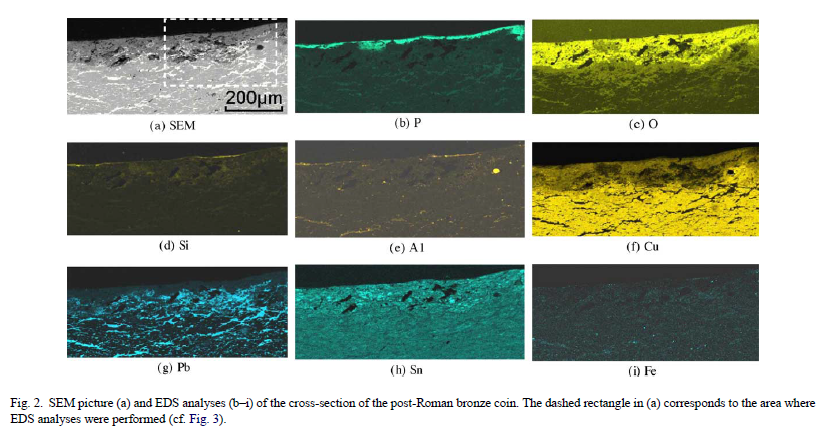 200μm
(a) SEM
(b) P
(c) O
(d) Si
(e) A1
(f) Cu
(g) Pb
(h) Sn
(i) Fe
Fig. 2. SEM picture (a) and EDS analyses (b–i) of the cross-section of the post-Roman bronze coin. The dashed rectangle in (a) corresponds to the area where
EDS analyses were performed (cf. Fig. 3).